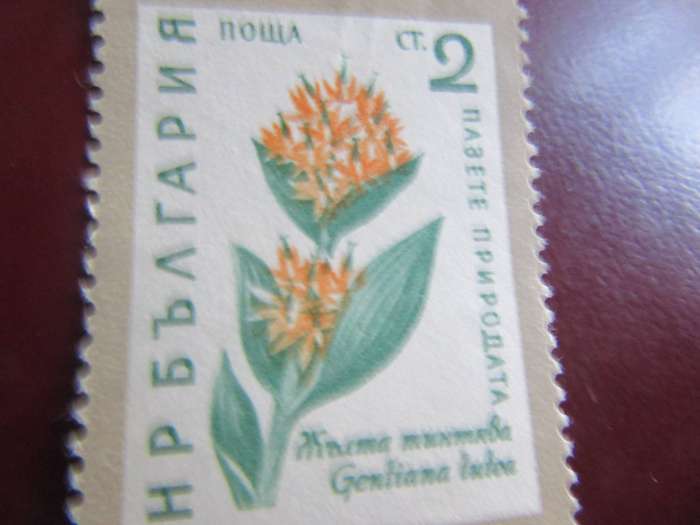 ПОЩА
СТ. 2
НР БЪЛГАРИЯ
ПАЗЕТЕ ПРИРОДАТА
Жълта тинтява
Gentiana lutea